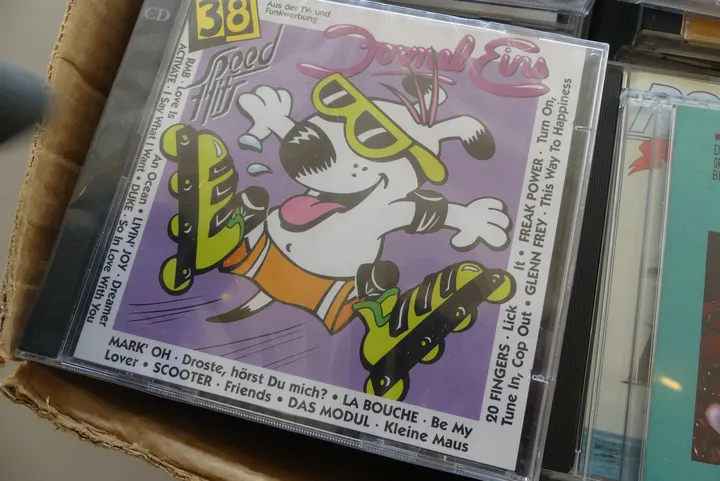 CD
38
Aus der TV- und
Funkwerbung
Formel Eins
Speed
Hits
RMB · Love Is An Ocean • LIVIN' JOY · Dreamer
ACTIVATE · I Say What I Want • DUKE · So In Love With You
MARK' OH · Droste, hörst Du mich? • LA BOUCHE · Be My
Lover • SCOOTER · Friends • DAS MODUL · Kleine Maus
20 FINGERS · Lick It • FREAK POWER · Turn On,
Tune In, Cop Out • GLENN FREY · This Way To Happiness